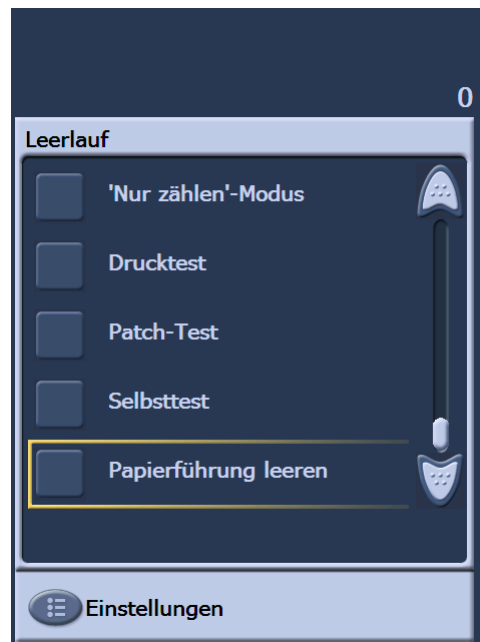 0
Leerlauf
'Nur zählen'-Modus
Drucktest
Patch-Test
Selbsttest
Papierführung leeren
Einstellungen